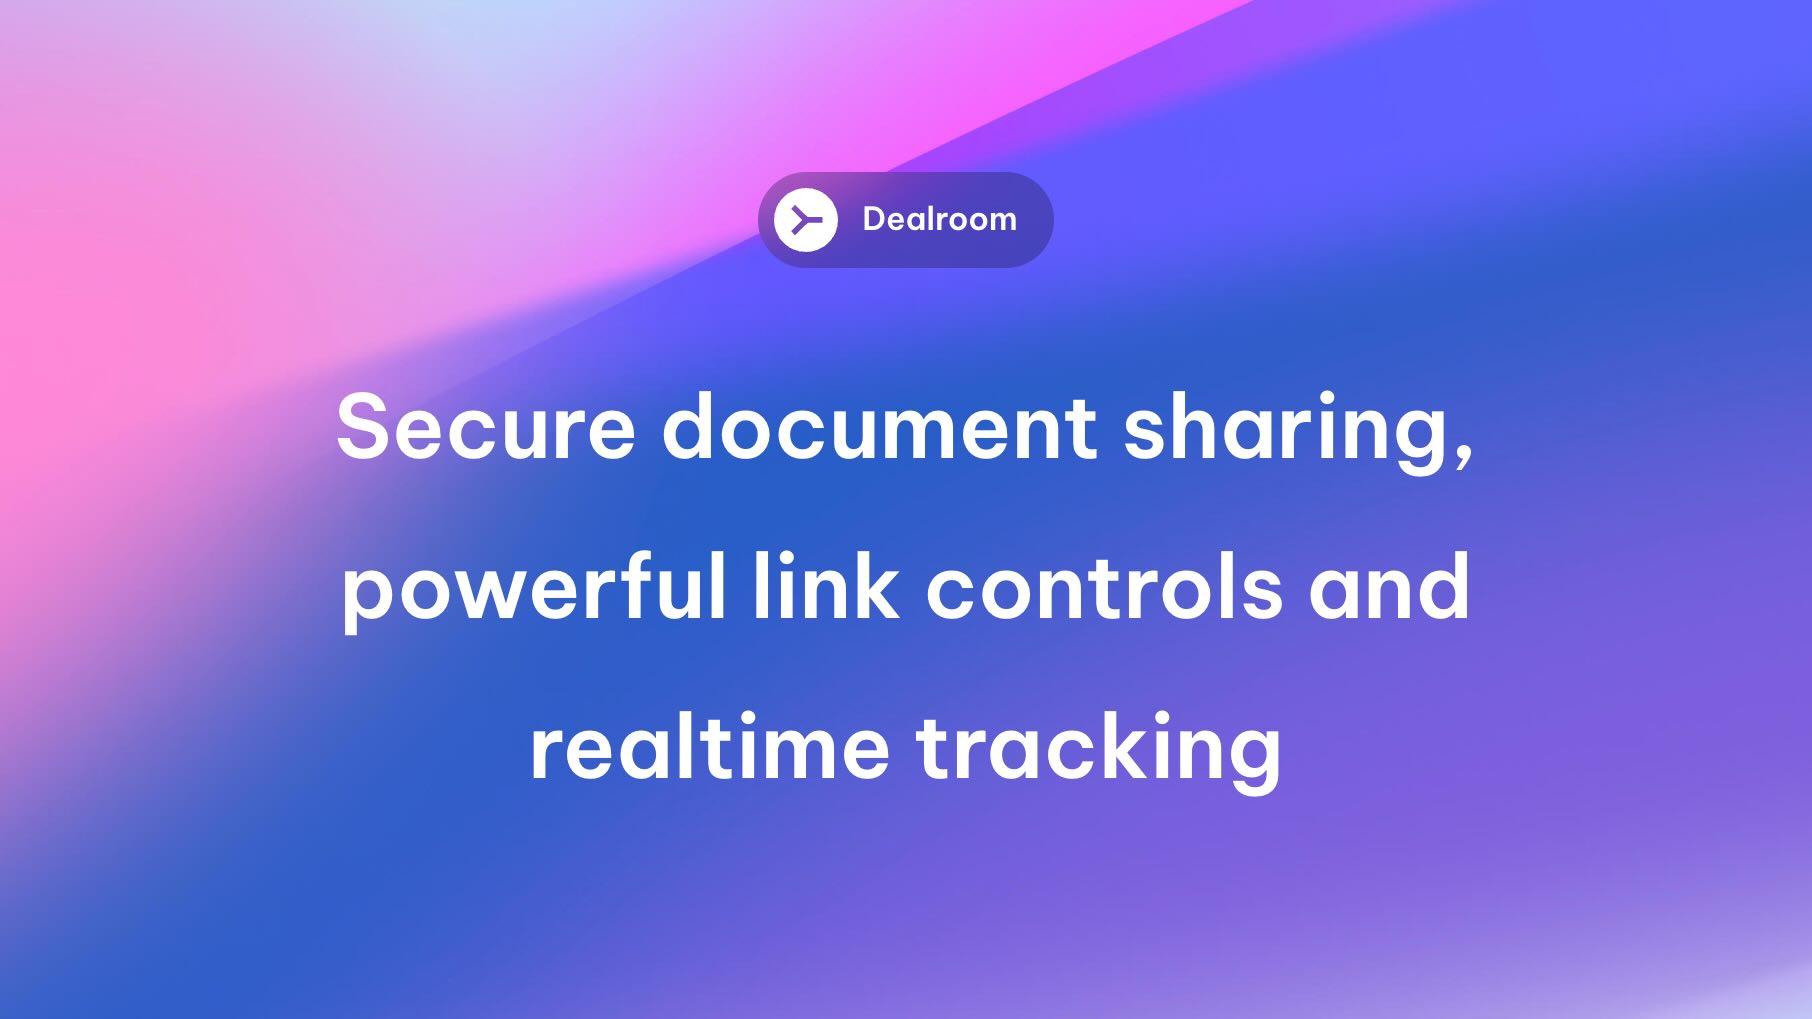 Dealroom
Secure document sharing,
powerful link controls and
realtime tracking